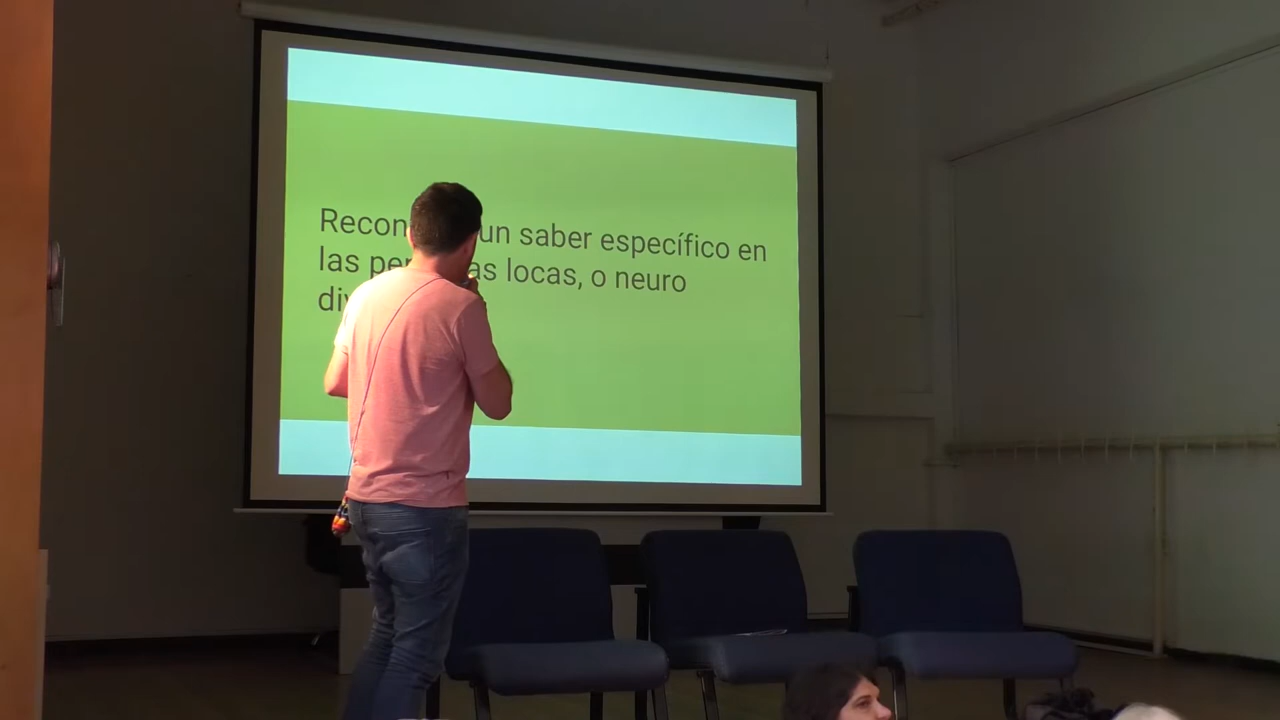 Recon un saber específico en
las pe as locas, o neuro
di